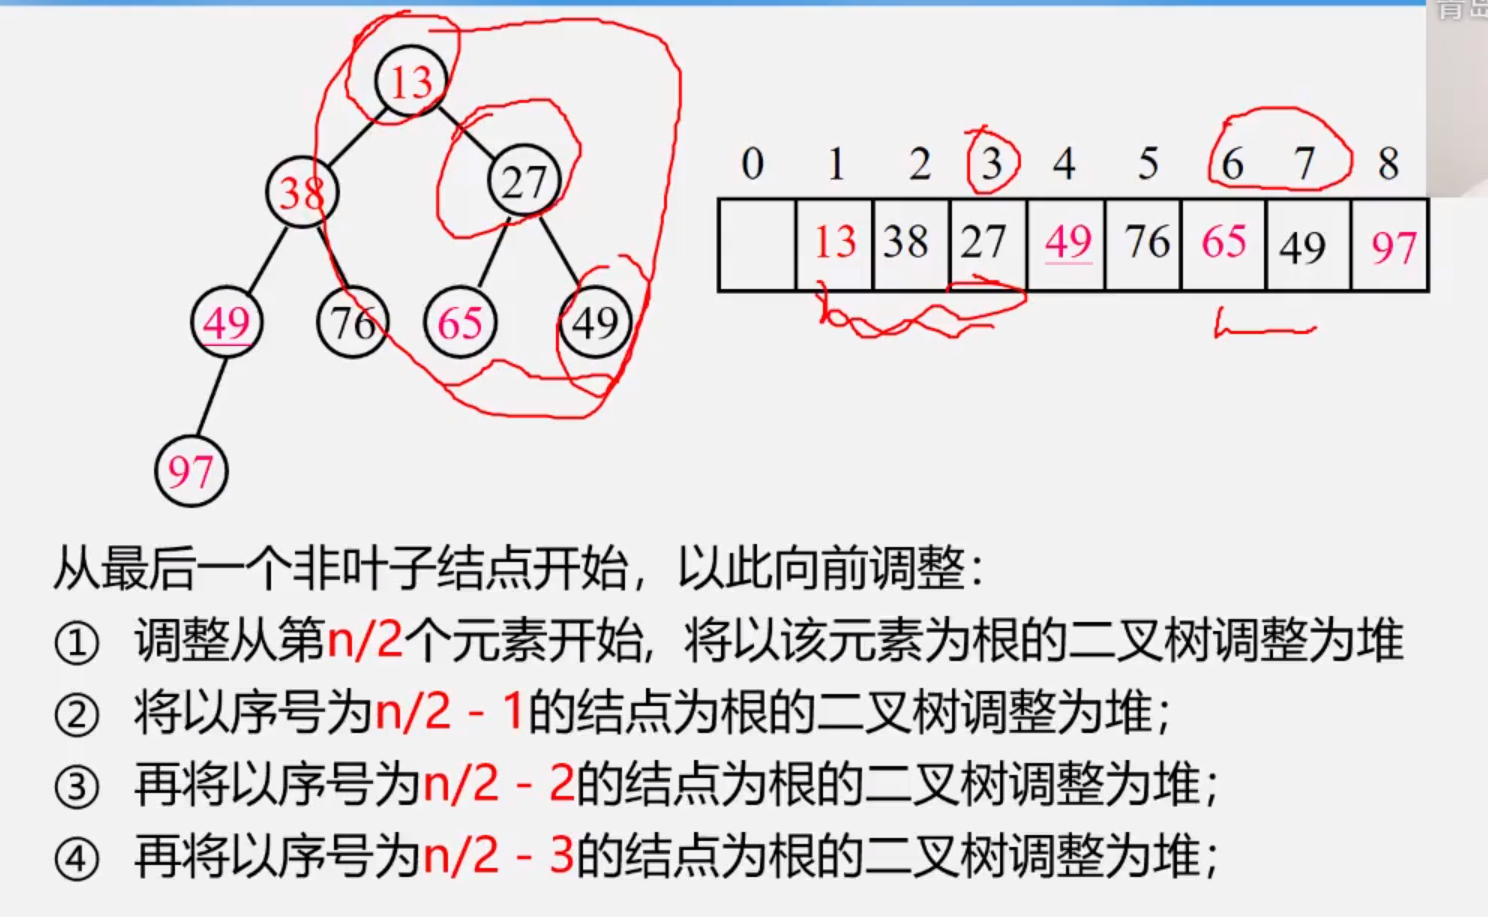 青岛
13
0 1 2 3 4 5 6 7 8
38 27
13 38 27 49 76 65 49 97
49 76 65 49
97
从最后一个非叶子结点开始，以此向前调整：
① 调整从第n/2个元素开始, 将以该元素为根的二叉树调整为堆
② 将以序号为n/2 - 1的结点为根的二叉树调整为堆；
③ 再将以序号为n/2 - 2的结点为根的二叉树调整为堆；
④ 再将以序号为n/2 - 3的结点为根的二叉树调整为堆；